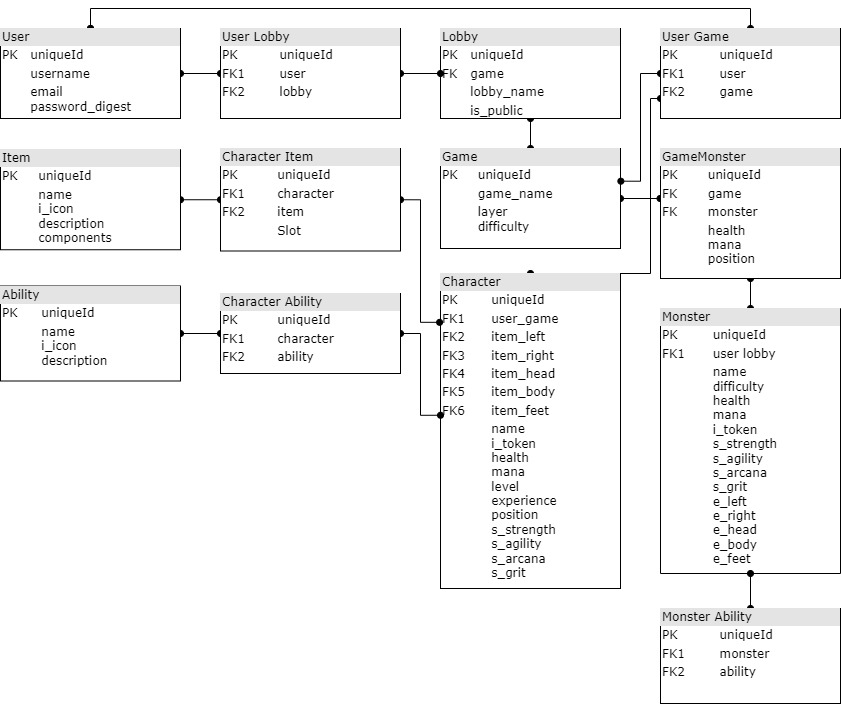 User
PK uniqueId
username
email
password_digest
User Lobby
PK uniqueId
FK1 user
FK2 lobby
Lobby
PK uniqueId
FK game
lobby_name
is_public
User Game
PK uniqueId
FK1 user
FK2 game
Item
PK uniqueId
name
i_icon
description
components
Character Item
PK uniqueId
FK1 character
FK2 item
Slot
Game
PK uniqueId
game_name
layer
difficulty
GameMonster
PK uniqueId
FK game
FK monster
health
mana
position
Ability
PK uniqueId
name
i_icon
description
Character Ability
PK uniqueId
FK1 character
FK2 ability
Character
PK uniqueId
FK1 user_game
FK2 item_left
FK3 item_right
FK4 item_head
FK5 item_body
FK6 item_feet
name
i_token
health
mana
level
experience
position
s_strength
s_agility
s_arcana
s_grit
Monster
PK uniqueId
FK1 user lobby
name
difficulty
health
mana
i_token
s_strength
s_agility
s_arcana
s_grit
e_left
e_right
e_head
e_body
e_feet
Monster Ability
PK uniqueId
FK1 monster
FK2 ability